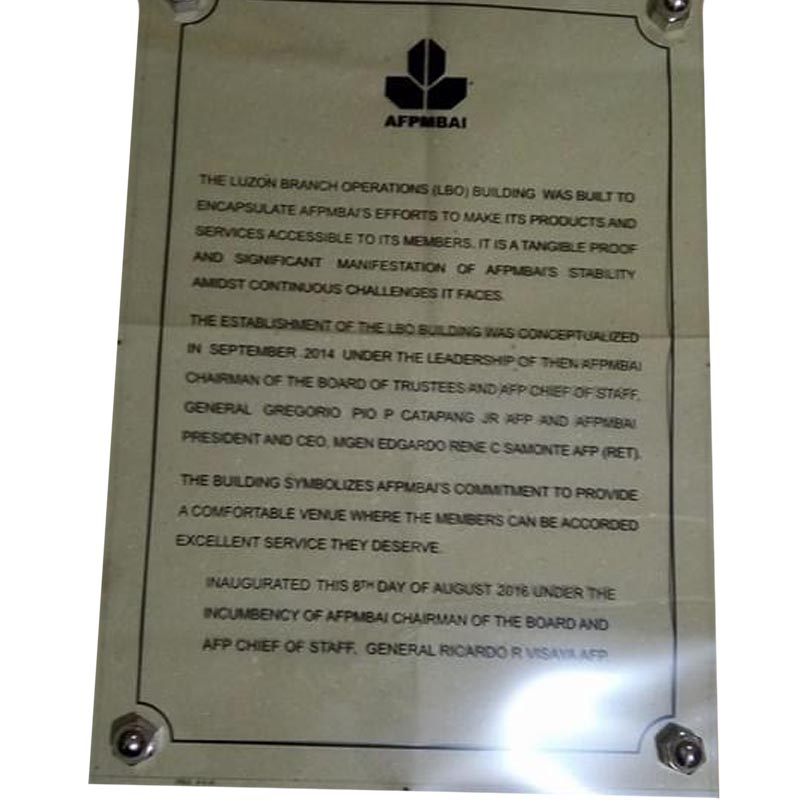 AFPMBAI
THE LUZON BRANCH OPERATIONS (LBO) BUILDING WAS BUILT TO
ENCAPSULATE AFPMBAI'S EFFORTS TO MAKE ITS PRODUCTS AND
SERVICES ACCESSIBLE TO ITS MEMBERS. IT IS A TANGIBLE PROOF
AND SIGNIFICANT MANIFESTATION OF AFPMBAI'S STABILITY
AMIDST CONTINUOUS CHALLENGES IT FACES.
THE ESTABLISHMENT OF THE LBO BUILDING WAS CONCEPTUALIZED
IN SEPTEMBER 2014 UNDER THE LEADERSHIP OF THEN AFPMBAI
CHAIRMAN OF THE BOARD OF TRUSTEES AND AFP CHIEF OF STAFF,
GENERAL GREGORIO PIO P CATAPANG JR AFP AND AFPMBAI
PRESIDENT AND CEO, MGEN EDGARDO RENE C SAMONTE AFP (RET).
THE BUILDING SYMBOLIZES AFPMBAI'S COMMITMENT TO PROVIDE
A COMFORTABLE VENUE WHERE THE MEMBERS CAN BE ACCORDED
EXCELLENT SERVICE THEY DESERVE.
INAUGURATED THIS 8TH DAY OF AUGUST 2016 UNDER THE
INCUMBENCY OF AFPMBAI CHAIRMAN OF THE BOARD AND
AFP CHIEF OF STAFF, GENERAL RICARDO R VISAYA AFP.